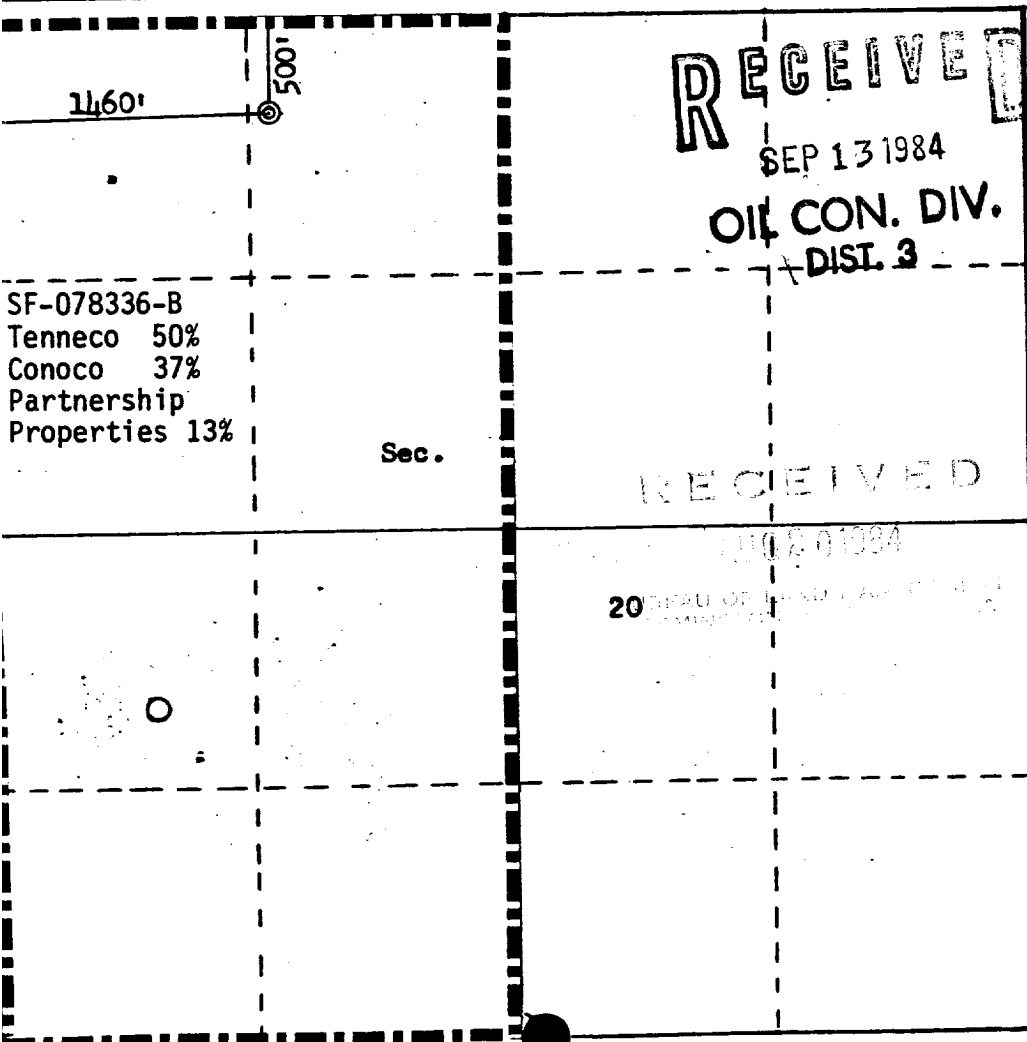 500'
1460'
RECEIVED
SEP 13 1984
OIL CON. DIV.
DIST. 3
SF-078336-B
Tenneco 50%
Conoco 37%
Partnership
Properties 13%
Sec.
RECEIVED
20